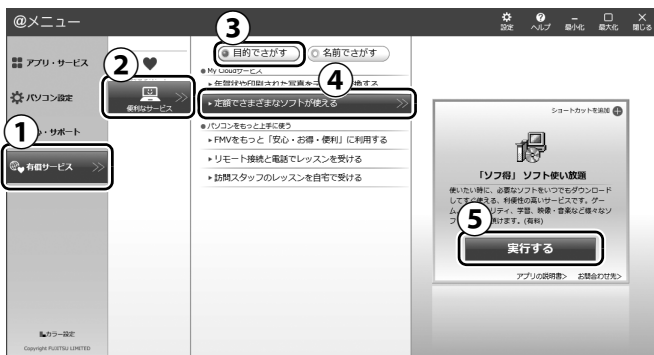 @メニュー
設定 ヘルプ 最小化 最大化 閉じる
アプリ・サービス
パソコン設定
・サポート
有償サービス
便利なサービス
目的でさがす
名前でさがす
My Cloudサービス
定額でさまざまなソフトが使える
パソコンをもっと上手に使う
FMVをもっと「安心・お得・便利」に利用する
リモート接続と電話でレッスンを受ける
訪問スタッフのレッスンを自宅で受ける
ショートカットを追加
「ソフ得」 ソフト使い放題
使いたい時に、必要なソフトをいつでもダウンロード
して 使える、利便性の高いサービスです。ゲー
ム ィリティ、学習、映像・音楽など様々なソ
フ 頂けます。(有料)
実行する
アプリの説明書> お問合わせ先>
カラー設定
Copyright FUJITSU LIMITED
1
2
3
4
5